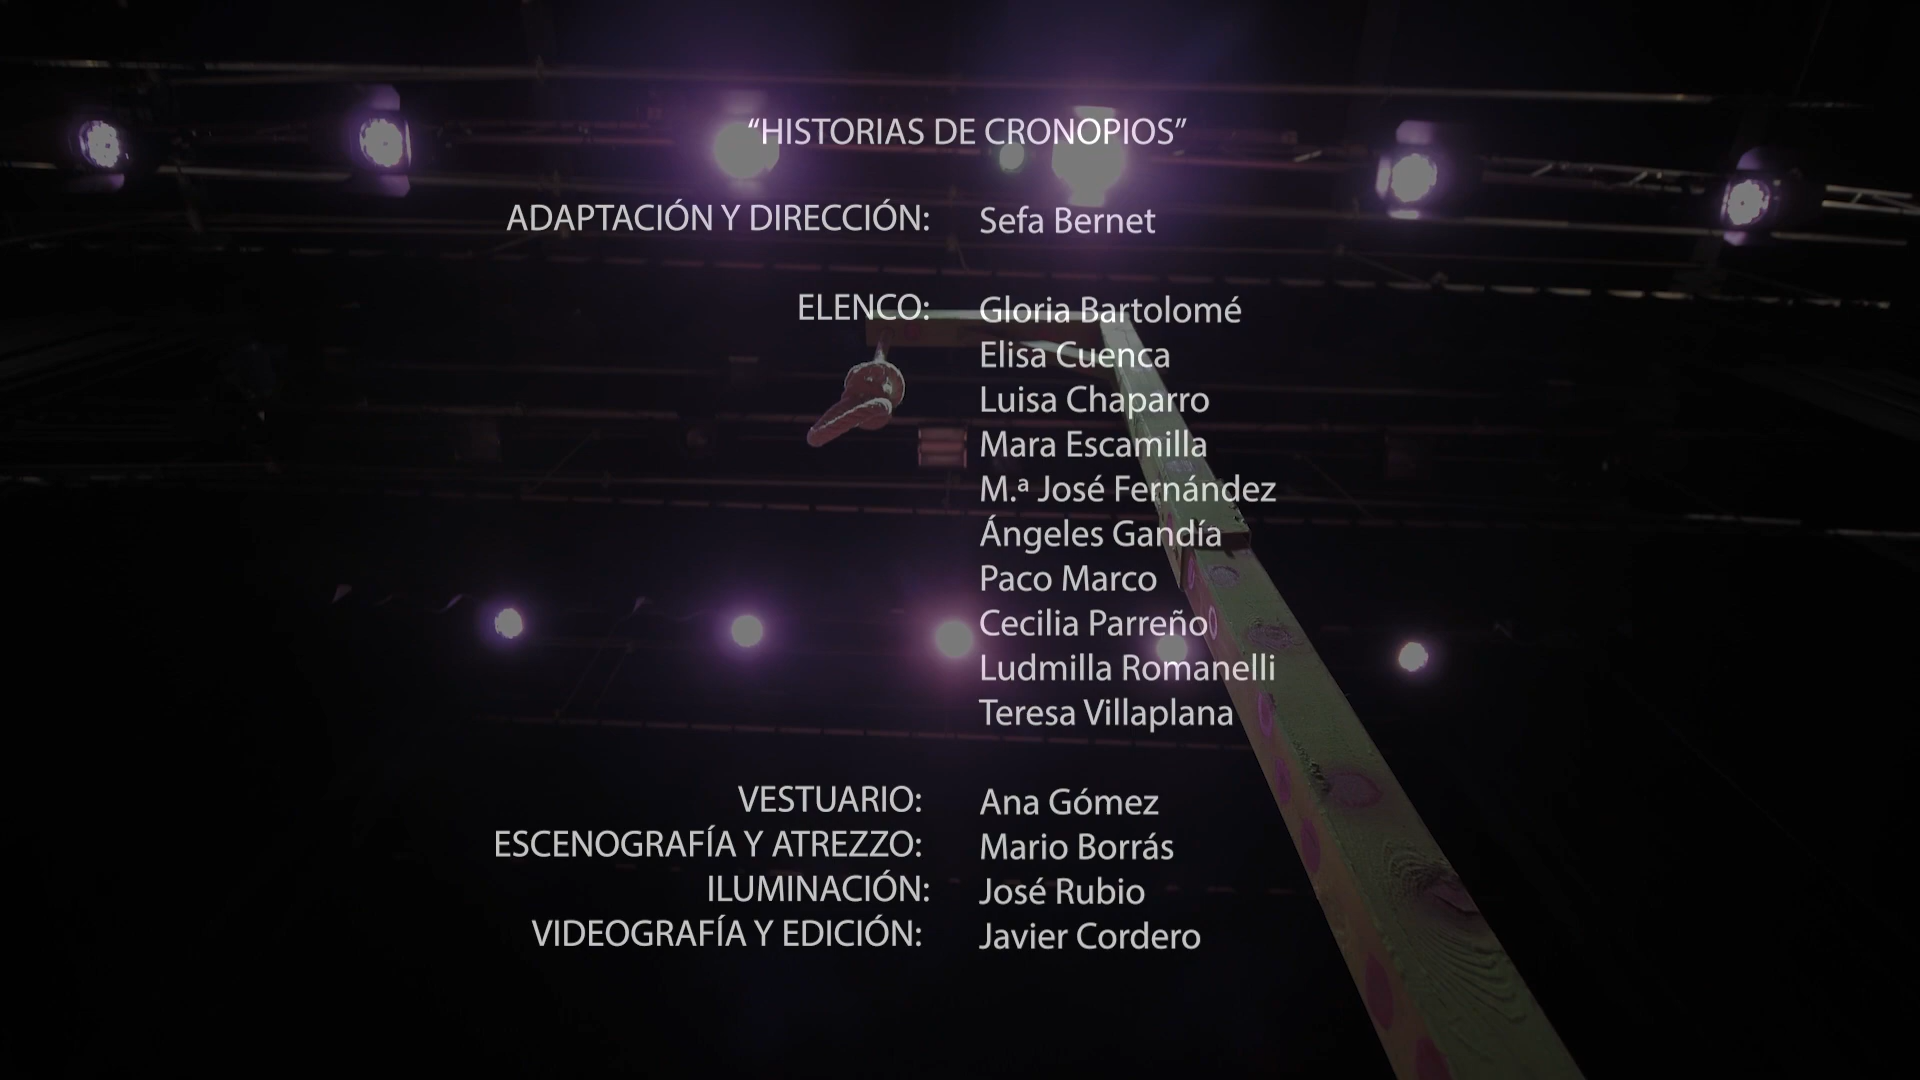 “HISTORIAS DE CRONOPIOS”
ADAPTACIÓN Y DIRECCIÓN: Sefa Bernet
ELENCO: Gloria Bartolomé
Elisa Cuenca
Luisa Chaparro
Mara Escamilla
M.ª José Fernández
Ángeles Gandía
Paco Marco
Cecilia Parreño
Ludmilla Romanelli
Teresa Villaplana
VESTUARIO: Ana Gómez
ESCENOGRAFÍA Y ATREZZO: Mario Borrás
ILUMINACIÓN: José Rubio
VIDEOGRAFÍA Y EDICIÓN: Javier Cordero